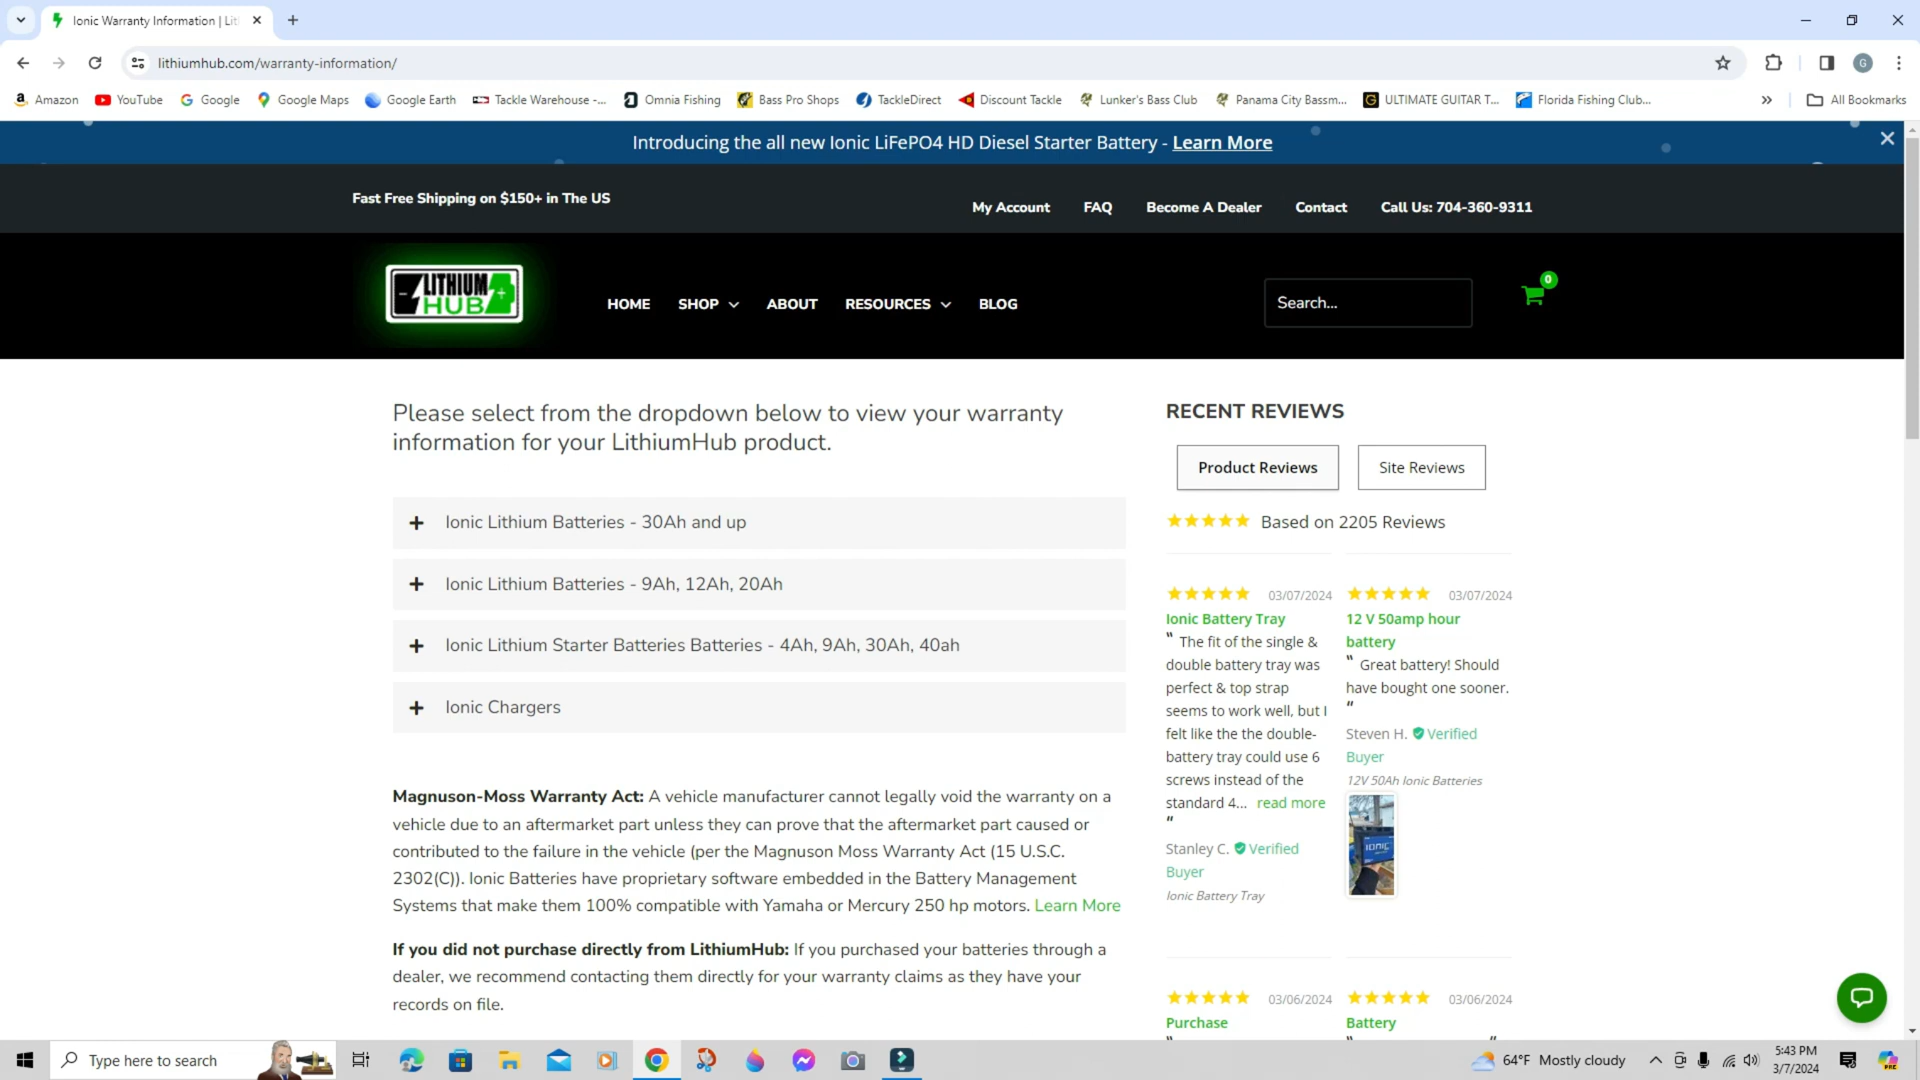 Ionic Warranty Information | Lit
lithiumhub.com/warranty-information/
G
Amazon
YouTube
Google
Google Maps
Google Earth
Tackle Warehouse -...
Omnia Fishing
Bass Pro Shops
TackleDirect
Discount Tackle
Lunker's Bass Club
Panama City Bassm...
ULTIMATE GUITAR T...
Florida Fishing Club...
All Bookmarks
Introducing the all new Ionic LiFePO4 HD Diesel Starter Battery - Learn More
Fast Free Shipping on $150+ in The US
My Account
FAQ
Become A Dealer
Contact
Call Us: 704-360-9311
LITHIUM
HUB
HOME
SHOP
ABOUT
RESOURCES
BLOG
Search...
0
Please select from the dropdown below to view your warranty
information for your LithiumHub product.
Ionic Lithium Batteries - 30Ah and up
Ionic Lithium Batteries - 9Ah, 12Ah, 20Ah
Ionic Lithium Starter Batteries Batteries - 4Ah, 9Ah, 30Ah, 40ah
Ionic Chargers
Magnuson-Moss Warranty Act: A vehicle manufacturer cannot legally void the warranty on a
vehicle due to an aftermarket part unless they can prove that the aftermarket part caused or
contributed to the failure in the vehicle (per the Magnuson Moss Warranty Act (15 U.S.C.
2302(C)). Ionic Batteries have proprietary software embedded in the Battery Management
Systems that make them 100% compatible with Yamaha or Mercury 250 hp motors. Learn More
If you did not purchase directly from LithiumHub: If you purchased your batteries through a
dealer, we recommend contacting them directly for your warranty claims as they have your
records on file.
RECENT REVIEWS
Product Reviews
Site Reviews
Based on 2205 Reviews
03/07/2024
Ionic Battery Tray
" The fit of the single &
double battery tray was
perfect & top strap
seems to work well, but I
felt like the the double-
battery tray could use 6
screws instead of the
standard 4... read more
"
Stanley C. Verified
Buyer
Ionic Battery Tray
03/07/2024
12 V 50amp hour
battery
" Great battery! Should
have bought one sooner.
"
Steven H. Verified
Buyer
12V 50Ah Ionic Batteries
IONIC
03/06/2024
Purchase
03/06/2024
Battery
Type here to search
64°F Mostly cloudy
5:43 PM
3/7/2024
PRE